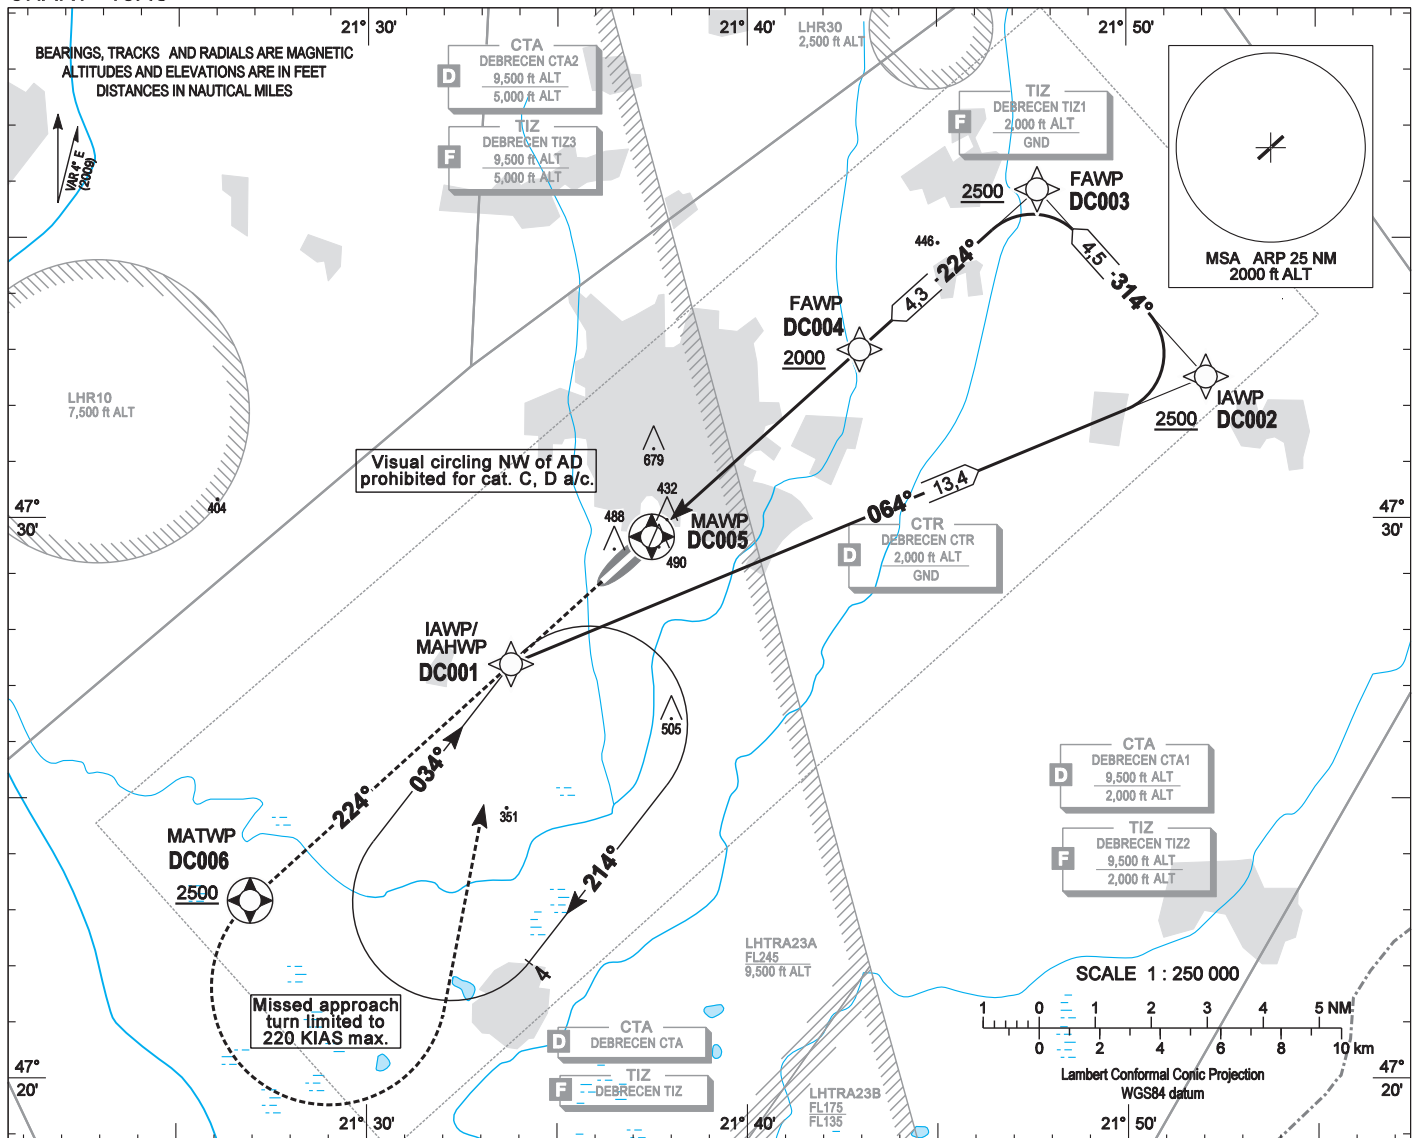 21° 30'
21° 40'
21° 50'
BEARINGS, TRACKS AND RADIALS ARE MAGNETIC
ALTITUDES AND ELEVATIONS ARE IN FEET
DISTANCES IN NAUTICAL MILES
VAR 4° E
(2009)
CTA
DEBRECEN CTA2
D
9,500 ft ALT
5,000 ft ALT
TIZ
DEBRECEN TIZ3
F
9,500 ft ALT
5,000 ft ALT
LHR30
2,500 ft ALT
TIZ
DEBRECEN TIZ1
F
2,000 ft ALT
GND
MSA ARP 25 NM
2000 ft ALT
2500
FAWP
DC003
446
224°
4,3
4,5
314°
FAWP
DC004
2000
IAWP
DC002
2500
LHR10
7,500 ft ALT
404
Visual circling NW of AD
prohibited for cat. C, D a/c.
679
432
488
490
MAWP
DC005
064°
13,4
47°
30'
47°
30'
CTR
DEBRECEN CTR
D
2,000 ft ALT
GND
IAWP/
MAHWP
DC001
505
034°
224°
351
214°
4
MATWP
DC006
2500
CTA
DEBRECEN CTA1
D
9,500 ft ALT
2,000 ft ALT
TIZ
DEBRECEN TIZ2
F
9,500 ft ALT
2,000 ft ALT
LHTRA23A
FL245
9,500 ft ALT
Missed approach
turn limited to
220 KIAS max.
CTA
D
DEBRECEN CTA
TIZ
F
DEBRECEN TIZ
LHTRA23B
FL175
FL135
SCALE 1 : 250 000
1 0 1 2 3 4 5 NM
0 2 4 6 8 10 km
Lambert Conformal Conic Projection
WGS84 datum
47°
20'
47°
20'
21° 30'
21° 40'
21° 50'